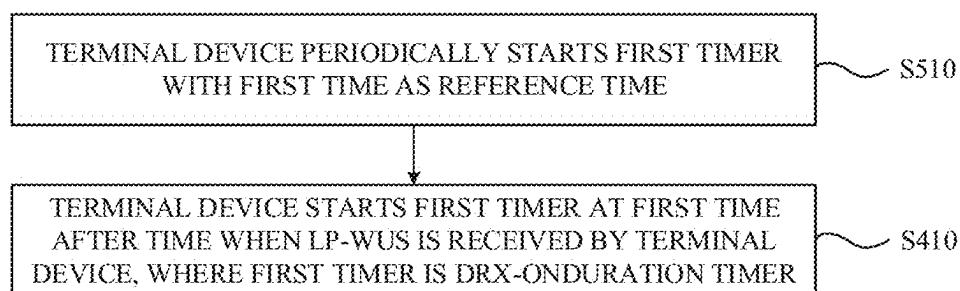 TERMINAL DEVICE PERIODICALLY STARTS FIRST TIMER
WITH FIRST TIME AS REFERENCE TIME
S510
TERMINAL DEVICE STARTS FIRST TIMER AT FIRST TIME
AFTER TIME WHEN LP-WUS IS RECEIVED BY TERMINAL
DEVICE, WHERE FIRST TIMER IS DRX-ONDURATION TIMER
S410